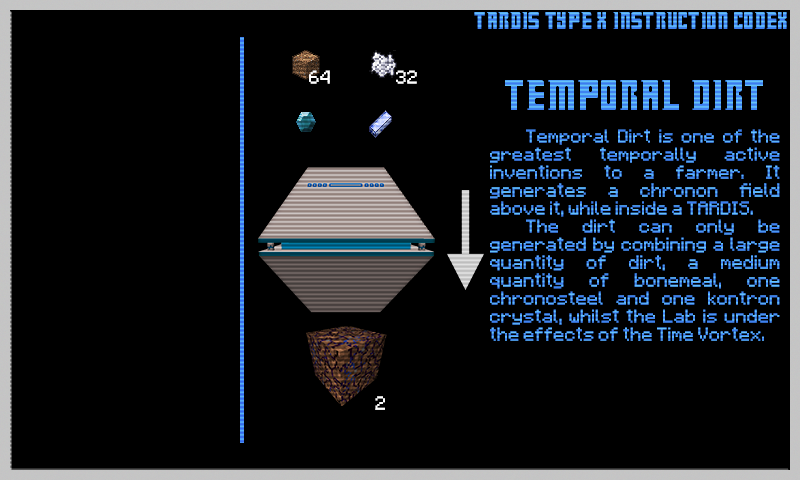 TARDIS TYPE X INSTRUCTION CODEX
64
32
2
TEMPORAL DIRT
Temporal Dirt is one of the
greatest temporally active
inventions to a farmer. It
generates a chronon field
above it, while inside a TARDIS.
The dirt can only be
generated by combining a large
quantity of dirt, a medium
quantity of bonemeal, one
chronosteel and one kontron
crystal, whilst the Lab is under
the effects of the Time Vortex.